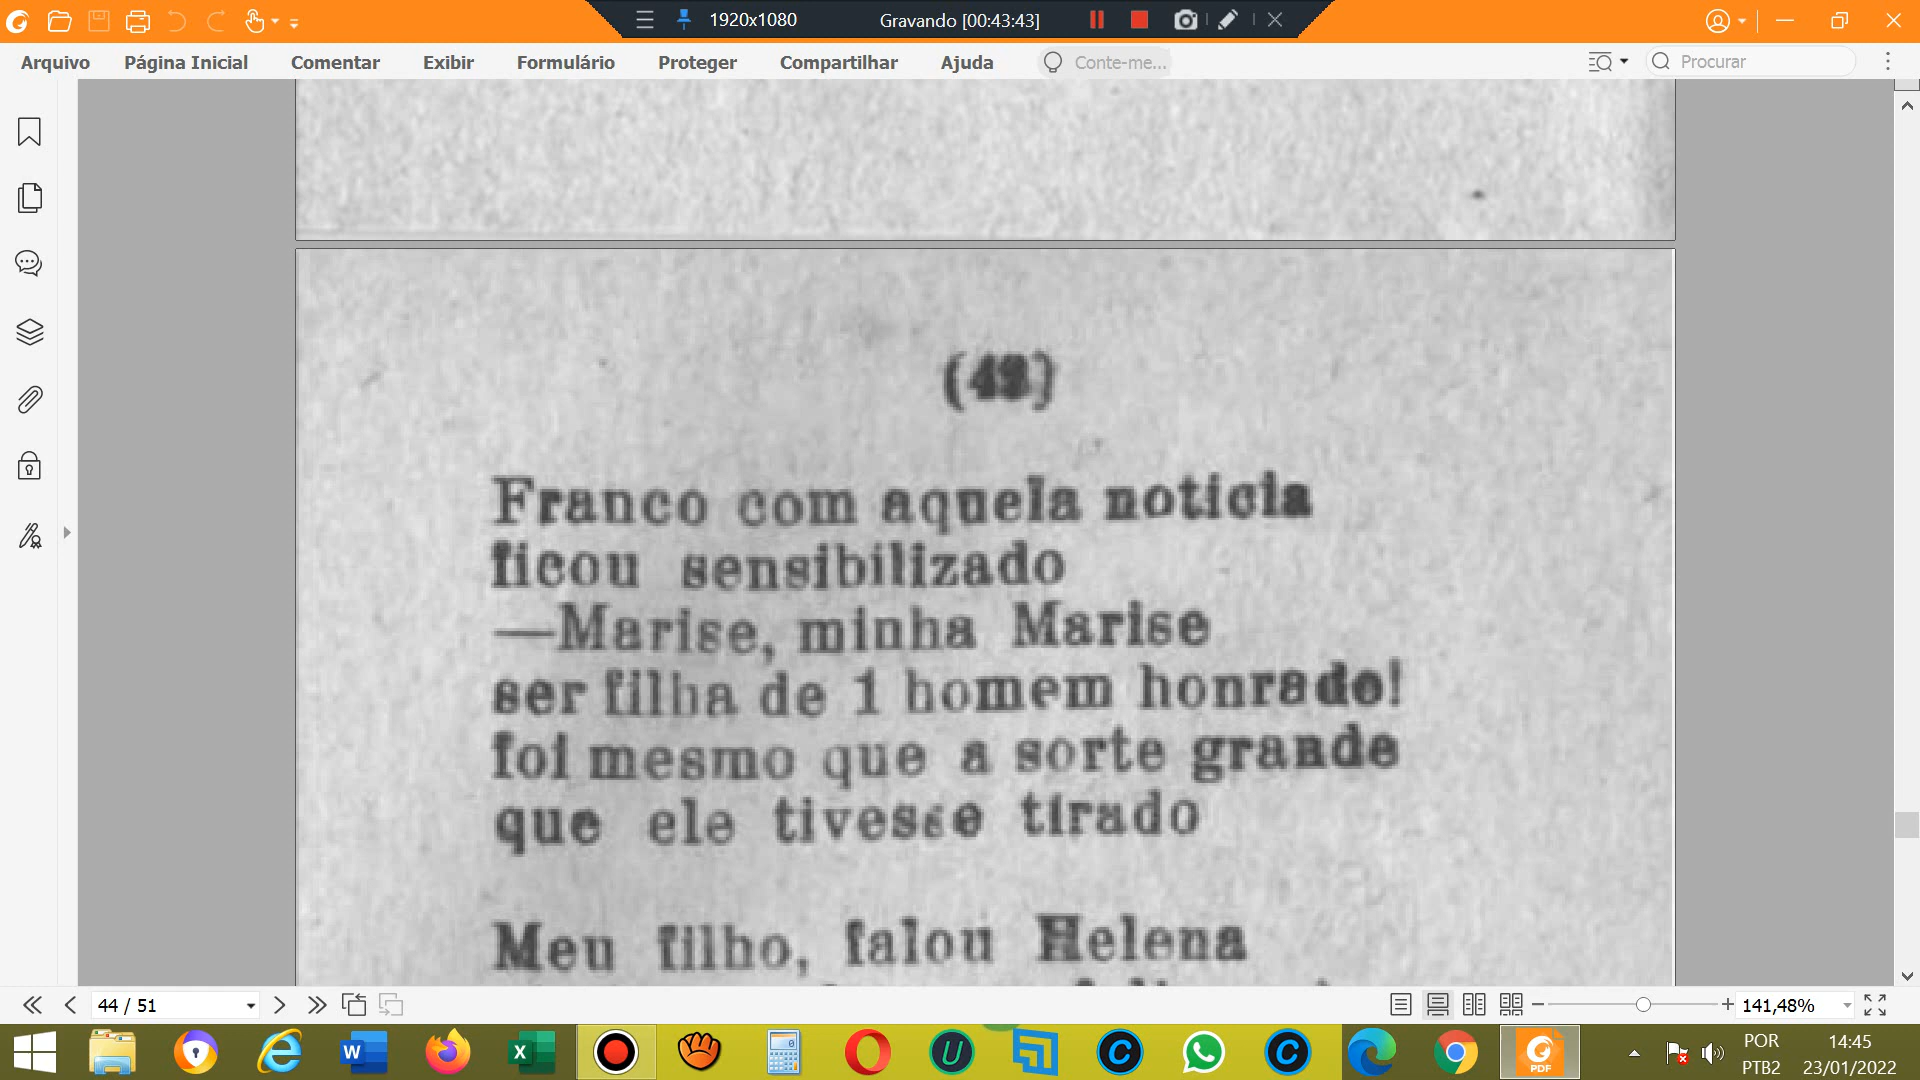 1920x1080 Gravando [00:43:43]
Arquivo Página Inicial Comentar Exibir Formulário Proteger Compartilhar Ajuda Conte-me... Procurar
Franco com aquela noticia
ficou sensibilizado
—Marise, minha Marise
ser filha de 1 homem honrado!
foi mesmo que a sorte grande
que ele tivesse tirado
Meu filho, falou Helena
44 / 51 141,48%
POR 14:45
PTB2 23/01/2022